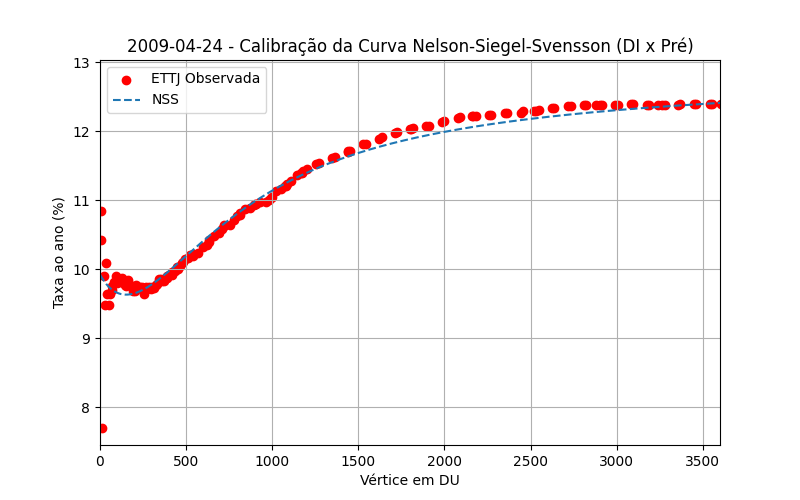 2009-04-24 - Calibração da Curva Nelson-Siegel-Svensson (DI x Pré)
13
12
11
10
9
8
Taxa ao ano (%)
ETTJ Observada
NSS
0
500
1000
1500
2000
2500
3000
3500
Vértice em DU